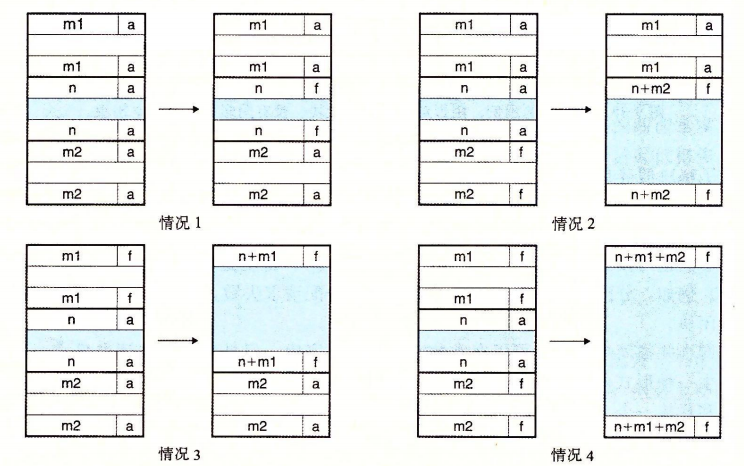 m1 a
m1 a
n a
n a
m2 a
m2 a
m1 a
m1 a
n f
n f
m2 a
m2 a
情况 1
m1 a
m1 a
n a
n a
m2 f
m2 f
m1 a
m1 a
n+m2 f
n+m2 f
情况 2
m1 f
m1 f
n a
n a
m2 a
m2 a
n+m1 f
n+m1 f
m2 a
m2 a
情况 3
m1 f
m1 f
n a
n a
m2 f
m2 f
n+m1+m2 f
n+m1+m2 f
情况 4